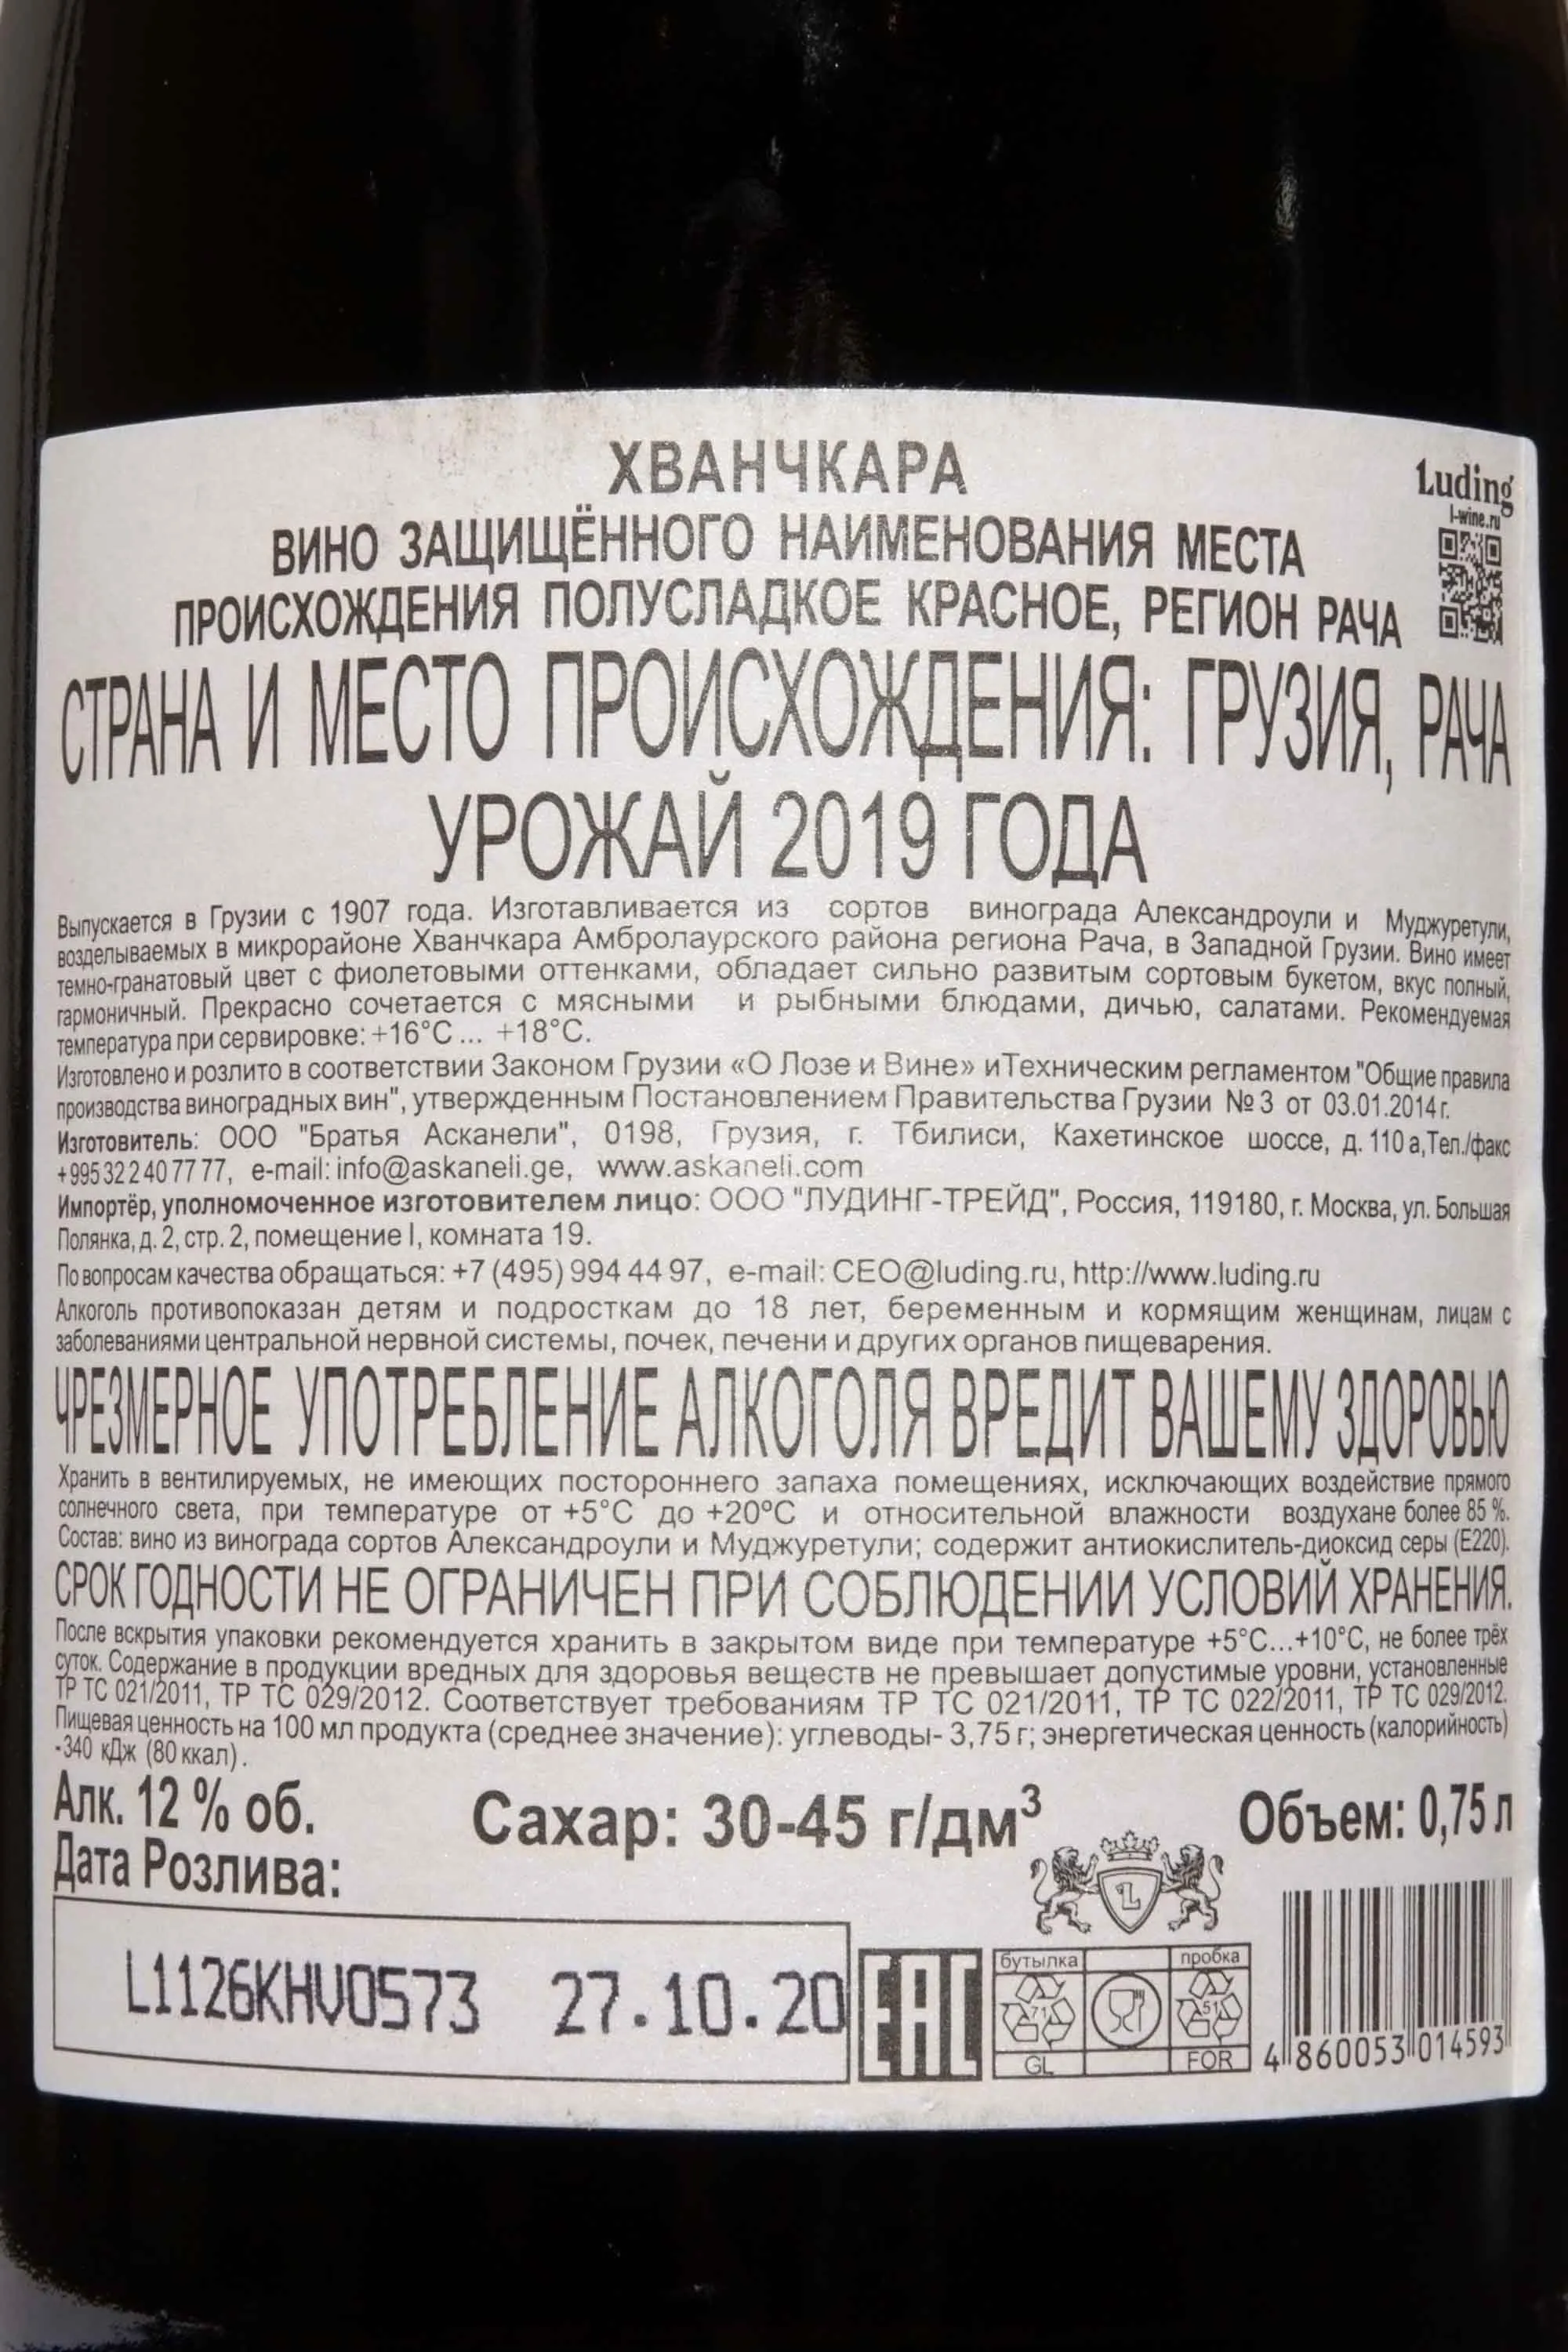 ХВАНЧКАРА
Luding
l-wine.ru
ВИНО ЗАЩИЩЁННОГО НАИМЕНОВАНИЯ МЕСТА
ПРОИСХОЖДЕНИЯ ПОЛУСЛАДКОЕ КРАСНОЕ, РЕГИОН РАЧА
СТРАНА И МЕСТО ПРОИСХОЖДЕНИЯ: ГРУЗИЯ, РАЧА
УРОЖАЙ 2019 ГОДА
Выпускается в Грузии с 1907 года. Изготавливается из сортов винограда Александроули и Муджуретули,
возделываемых в микрорайоне Хванчкара Амбролаурского района региона Рача, в Западной Грузии. Вино имеет
темно-гранатовый цвет с фиолетовыми оттенками, обладает сильно развитым сортовым букетом, вкус полный,
гармоничный. Прекрасно сочетается с мясными и рыбными блюдами, дичью, салатами. Рекомендуемая
температура при сервировке: +16°C ... +18°C.
Изготовлено и розлито в соответствии Законом Грузии «О Лозе и Вине» иТехническим регламентом "Общие правила
производства виноградных вин", утвержденным Постановлением Правительства Грузии №3 от 03.01.2014г.
Изготовитель: ООО "Братья Асканели", 0198, Грузия, г. Тбилиси, Кахетинское шоссе, д. 110 а,Тел./факс
+995 32 2 40 77 77, e-mail: info@askaneli.ge, www.askaneli.com
Импортёр, уполномоченное изготовителем лицо: ООО "ЛУДИНГ-ТРЕЙД", Россия, 119180, г. Москва, ул. Большая
Полянка, д. 2, стр. 2, помещение I, комната 19.
По вопросам качества обращаться: +7 (495) 994 44 97, e-mail: CEO@luding.ru, http://www.luding.ru
Алкоголь противопоказан детям и подросткам до 18 лет, беременным и кормящим женщинам, лицам с
заболеваниями центральной нервной системы, почек, печени и других органов пищеварения.
ЧРЕЗМЕРНОЕ УПОТРЕБЛЕНИЕ АЛКОГОЛЯ ВРЕДИТ ВАШЕМУ ЗДОРОВЬЮ
Хранить в вентилируемых, не имеющих постороннего запаха помещениях, исключающих воздействие прямого
солнечного света, при температуре от +5°C до +20°C и относительной влажности воздухане более 85 %.
Состав: вино из винограда сортов Александроули и Муджуретули; содержит антиокислитель-диоксид серы (Е220).
СРОК ГОДНОСТИ НЕ ОГРАНИЧЕН ПРИ СОБЛЮДЕНИИ УСЛОВИЙ ХРАНЕНИЯ.
После вскрытия упаковки рекомендуется хранить в закрытом виде при температуре +5°C...+10°C, не более трёх
суток. Содержание в продукции вредных для здоровья веществ не превышает допустимые уровни, установленные
ТР ТС 021/2011, ТР ТС 029/2012. Соответствует требованиям ТР ТС 021/2011, ТР ТС 022/2011, ТР ТС 029/2012.
Пищевая ценность на 100 мл продукта (среднее значение): углеводы- 3,75 г; энергетическая ценность (калорийность)
-340 кДж (80 ккал).
Алк. 12 % об. Сахар: 30-45 г/дм³ Объем: 0,75 л
Дата Розлива:
L
L1126KHV0573 27.10.20
EAC
бутылка пробка
71 51
GL FOR
4 860053 014593